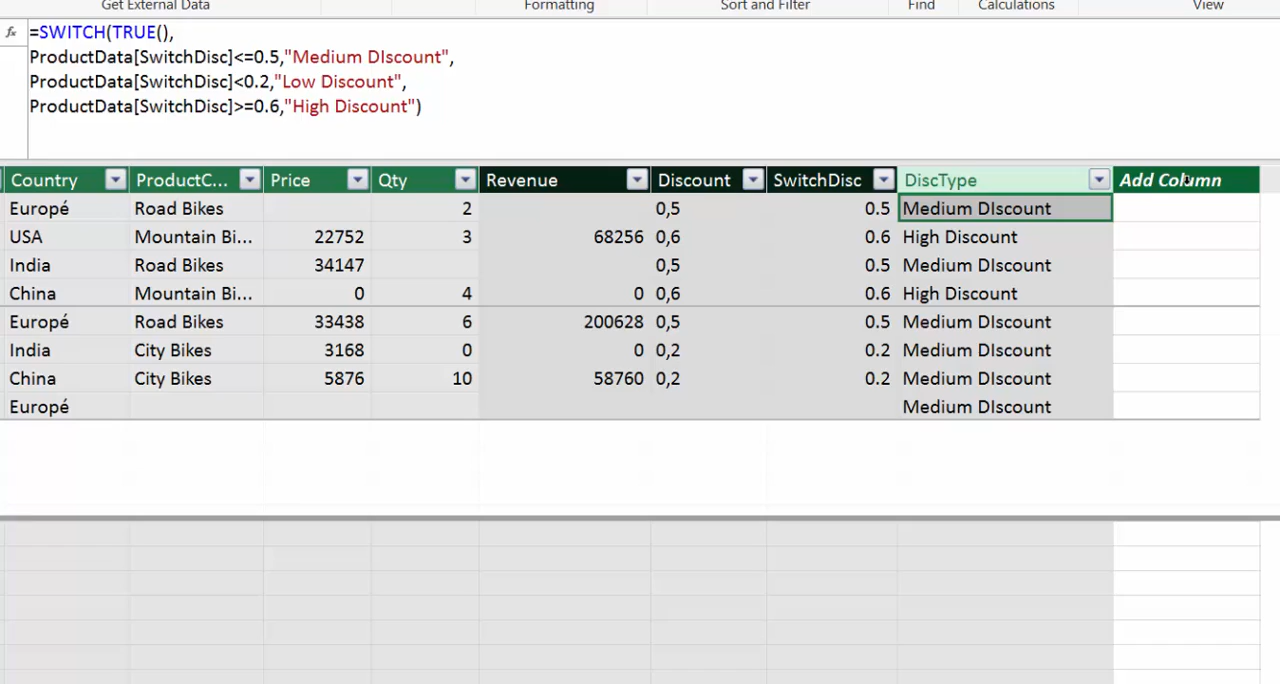 Get External Data Formatting Sort and Filter Find Calculations View
fx =SWITCH(TRUE(),
ProductData[SwitchDisc]<=0.5,"Medium DIscount",
ProductData[SwitchDisc]<0.2,"Low Discount",
ProductData[SwitchDisc]>=0.6,"High Discount")
Country ProductC... Price Qty Revenue Discount SwitchDisc DiscType Add Column
Européé Road Bikes 2 0,5 0.5 Medium DIscount
USA Mountain Bi... 22752 3 68256 0,6 0.6 High Discount
India Road Bikes 34147 0,5 0.5 Medium DIscount
China Mountain Bi... 0 4 0 0,6 0.6 High Discount
Européé Road Bikes 33438 6 200628 0,5 0.5 Medium DIscount
India City Bikes 3168 0 0 0,2 0.2 Medium DIscount
China City Bikes 5876 10 58760 0,2 0.2 Medium DIscount
Européé Medium DIscount